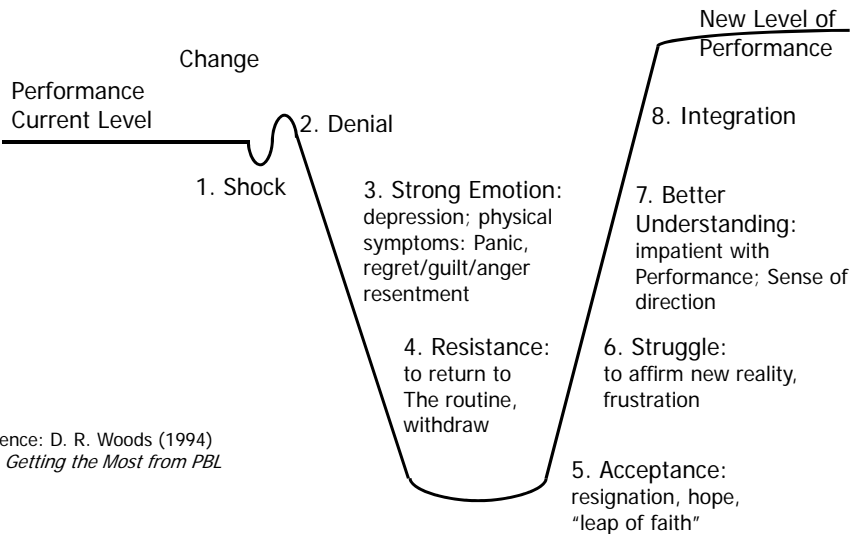 New Level of
Performance
Change
Performance
Current Level
2. Denial
8. Integration
1. Shock
3. Strong Emotion:
depression; physical
symptoms: Panic,
regret/guilt/anger
resentment
7. Better
Understanding:
impatient with
Performance; Sense of
direction
4. Resistance:
to return to
The routine,
withdraw
6. Struggle:
to affirm new reality,
frustration
ence: D. R. Woods (1994)
Getting the Most from PBL
5. Acceptance:
resignation, hope,
“leap of faith”